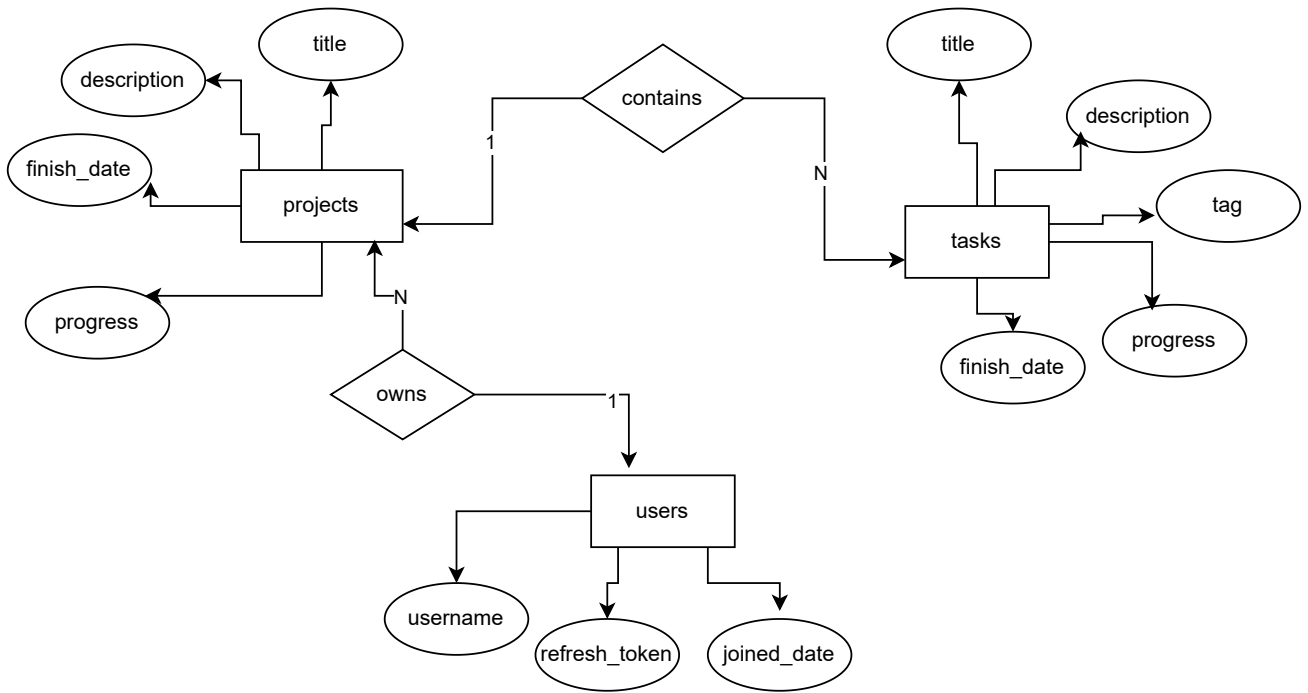 title
title
description
contains
description
1
finish_date
N
projects
tag
tasks
N
progress
progress
finish_date
owns
1
users
username
refresh_token
joined_date